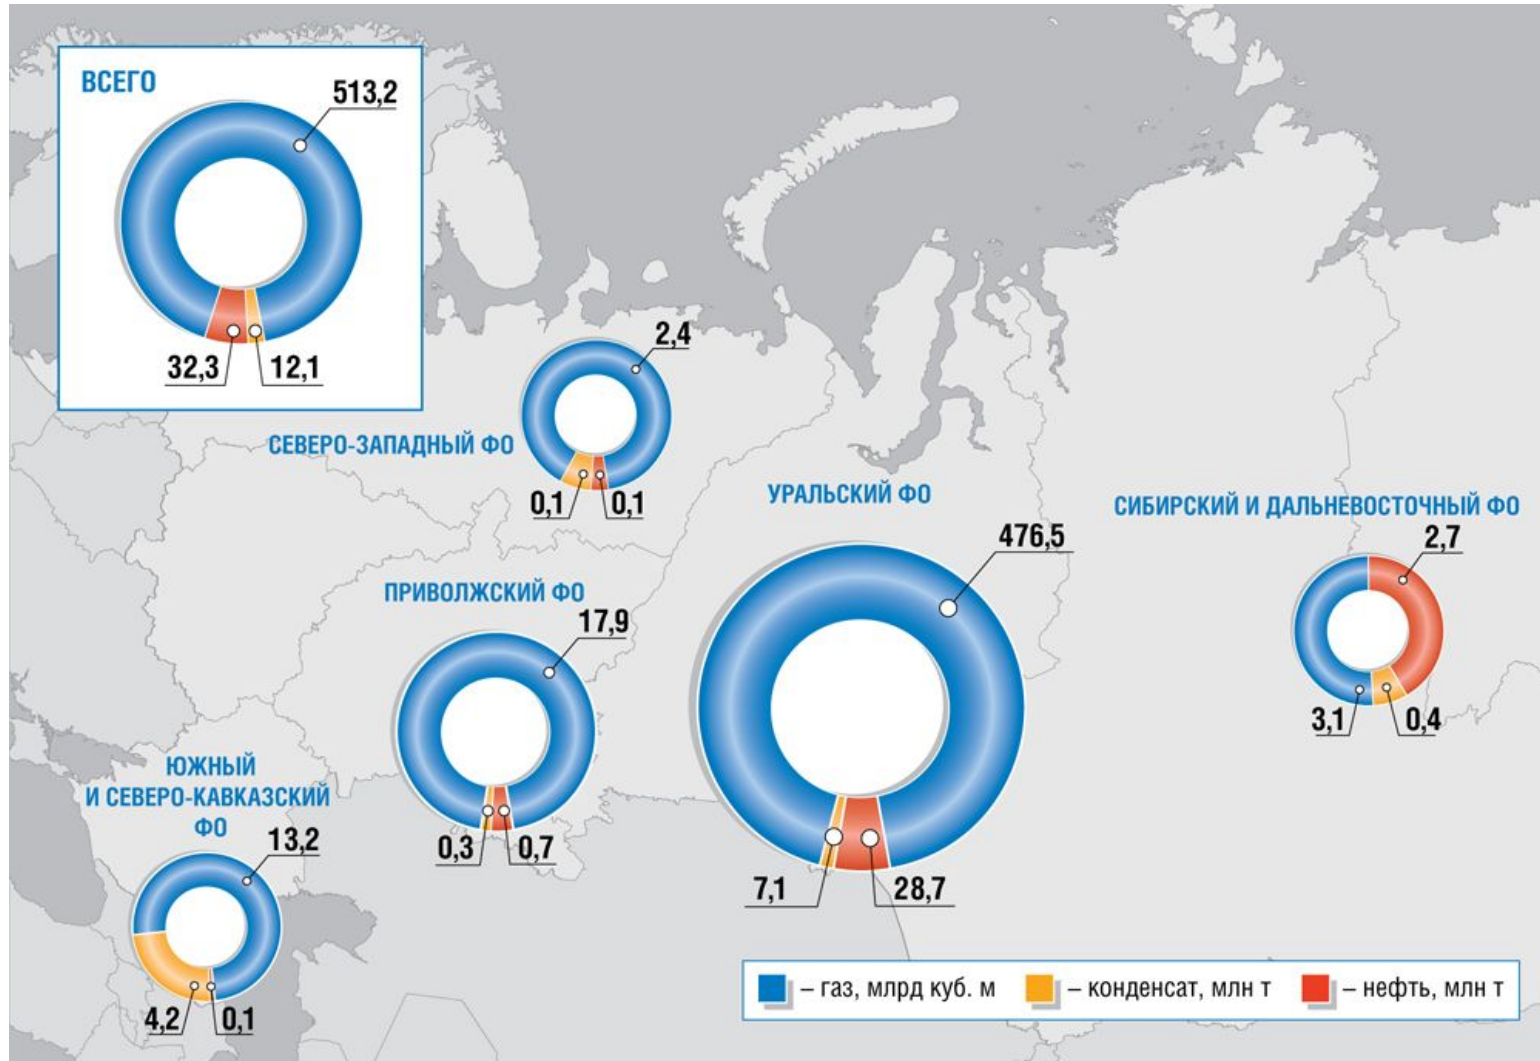 ВСЕГО
513,2
32,3
12,1
СЕВЕРО-ЗАПАДНЫЙ ФО
2,4
0,1
0,1
УРАЛЬСКИЙ ФО
476,5
7,1
28,7
СИБИРСКИЙ И ДАЛЬНЕВОСТОЧНЫЙ ФО
2,7
3,1
0,4
ПРИВОЛЖСКИЙ ФО
17,9
0,3
0,7
ЮЖНЫЙ
И СЕВЕРО-КАВКАЗСКИЙ
ФО
13,2
4,2
0,1
– газ, млрд куб. м
– конденсат, млн т
– нефть, млн т